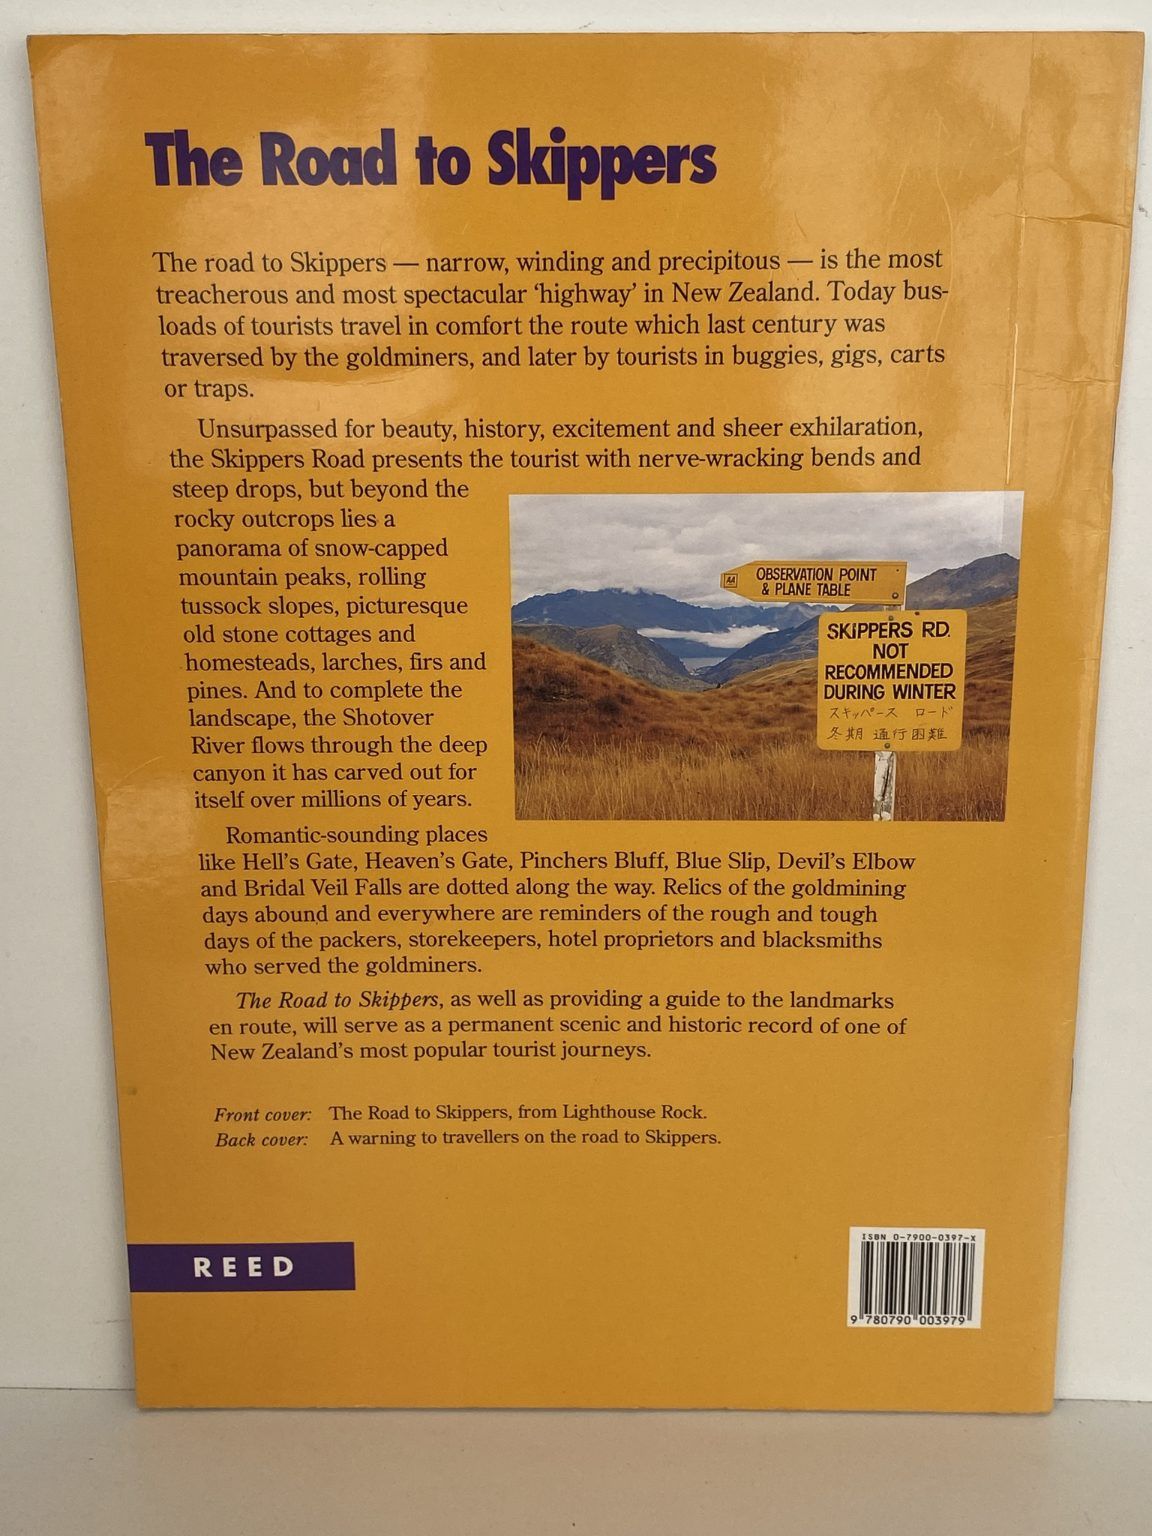 The Road to Skippers
The road to Skippers — narrow, winding and precipitous — is the most
treacherous and most spectacular ‘highway’ in New Zealand. Today bus-
loads of tourists travel in comfort the route which last century was
traversed by the goldminers, and later by tourists in buggies, gigs, carts
or traps.
Unsurpassed for beauty, history, excitement and sheer exhilaration,
the Skippers Road presents the tourist with nerve-wracking bends and
steep drops, but beyond the
rocky outcrops lies a
panorama of snow-capped
mountain peaks, rolling
tussock slopes, picturesque
old stone cottages and
homesteads, larches, firs and
pines. And to complete the
landscape, the Shotover
River flows through the deep
canyon it has carved out for
itself over millions of years.
AA
OBSERVATION POINT
& PLANE TABLE
SKIPPERS RD.
NOT
RECOMMENDED
DURING WINTER
スキッパース ロード
冬期 通行困難
Romantic-sounding places
like Hell's Gate, Heaven's Gate, Pinchers Bluff, Blue Slip, Devil's Elbow
and Bridal Veil Falls are dotted along the way. Relics of the goldmining
days abound and everywhere are reminders of the rough and tough
days of the packers, storekeepers, hotel proprietors and blacksmiths
who served the goldminers.
The Road to Skippers, as well as providing a guide to the landmarks
en route, will serve as a permanent scenic and historic record of one of
New Zealand's most popular tourist journeys.
Front cover: The Road to Skippers, from Lighthouse Rock.
Back cover: A warning to travellers on the road to Skippers.
REED
ISBN 0-7900-0397-X
9 780790 003979